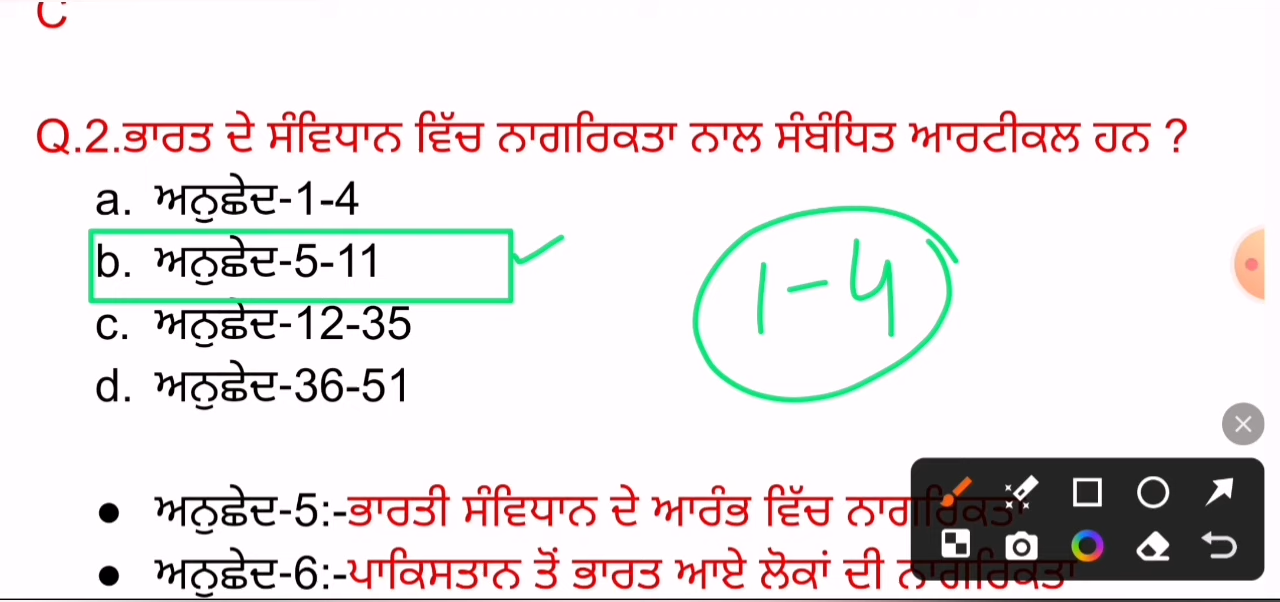 Q.2.ਭਾਰਤ ਦੇ ਸੰਵਿਧਾਨ ਵਿੱਚ ਨਾਗਰਿਕਤਾ ਨਾਲ ਸੰਬੰਧਿਤ ਆਰਟੀਕਲ ਹਨ ?
a. ਅਨੁਛੇਦ-1-4
b. ਅਨੁਛੇਦ-5-11
c. ਅਨੁਛੇਦ-12-35
d. ਅਨੁਛੇਦ-36-51
1-4
• ਅਨੁਛੇਦ-5:-ਭਾਰਤੀ ਸੰਵਿਧਾਨ ਦੇ ਆਰੰਭ ਵਿੱਚ ਨਾਗਰਿਕਤਾ
• ਅਨੁਛੇਦ-6:-ਪਾਕਿਸਤਾਨ ਤੋਂ ਭਾਰਤ ਆਏ ਲੋਕਾਂ ਦੀ ਨਾਗਰਿਕਤਾ